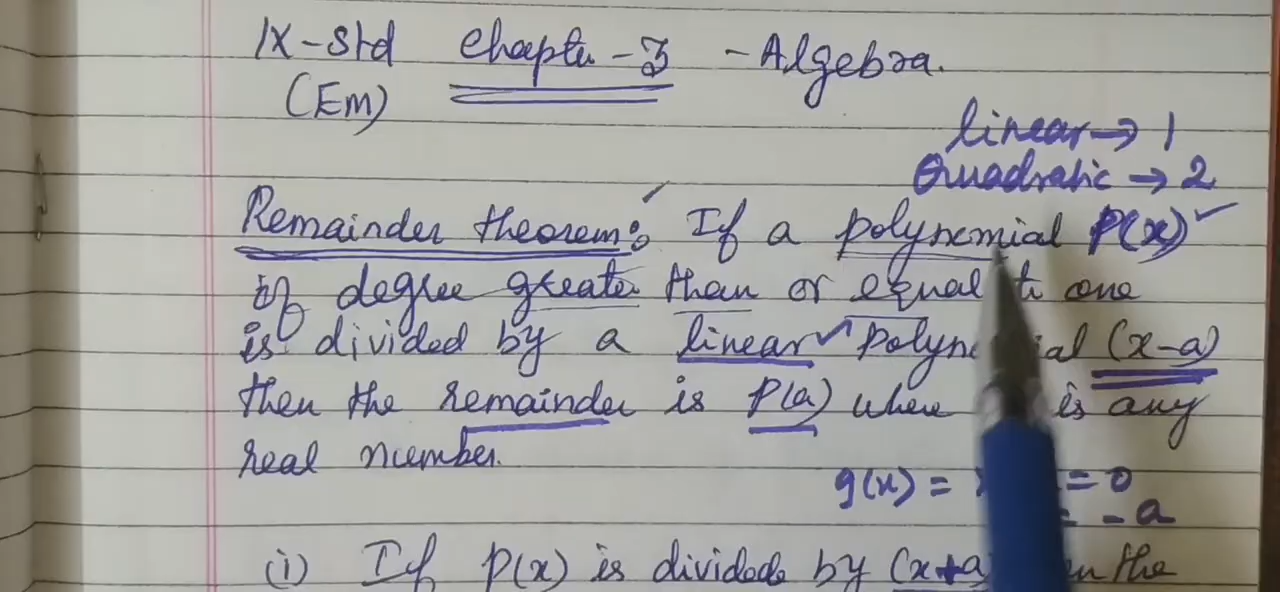 IX-Std Chapter-3 -Algebra.
(Em)
linear → 1
Quadratic → 2
Remainder theorem: If a polynomial P(x)
of degree greater than or equal to one
is divided by a linear (x-a)
then the remainder is P(a) where is any
real number.
g(x) = = 0
= -a
(i) If P(x) is divided by (x+a) the